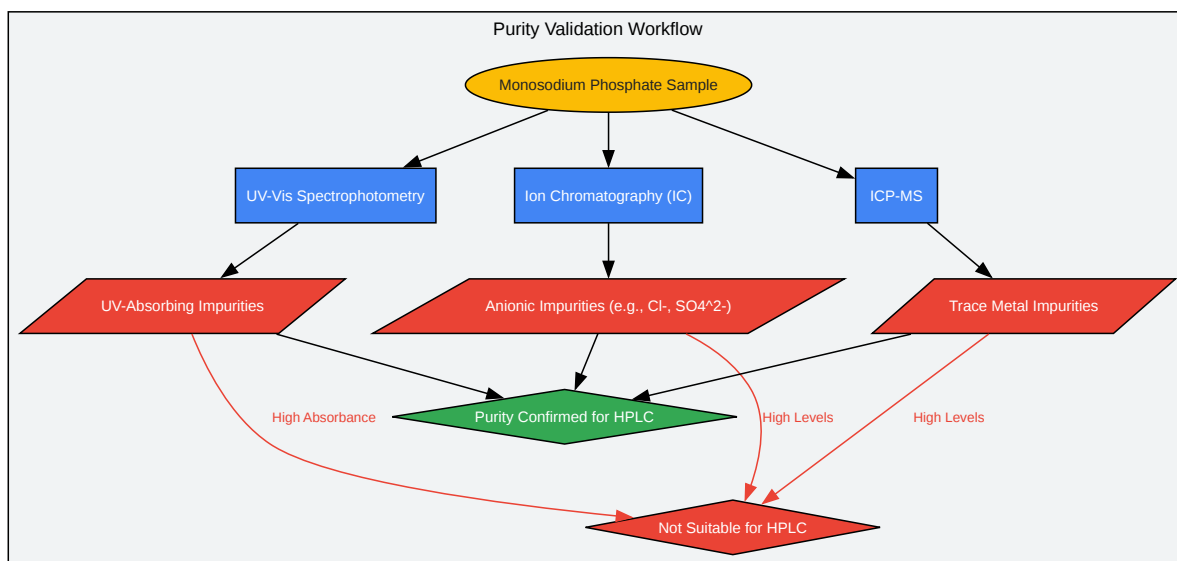 Purity Validation Workflow
Monosodium Phosphate Sample
UV-Vis Spectrophotometry
Ion Chromatography (IC)
ICP-MS
UV-Absorbing Impurities
Anionic Impurities (e.g., Cl-, SO4^2-)
Trace Metal Impurities
High Absorbance
Purity Confirmed for HPLC
High Levels
High Levels
Not Suitable for HPLC